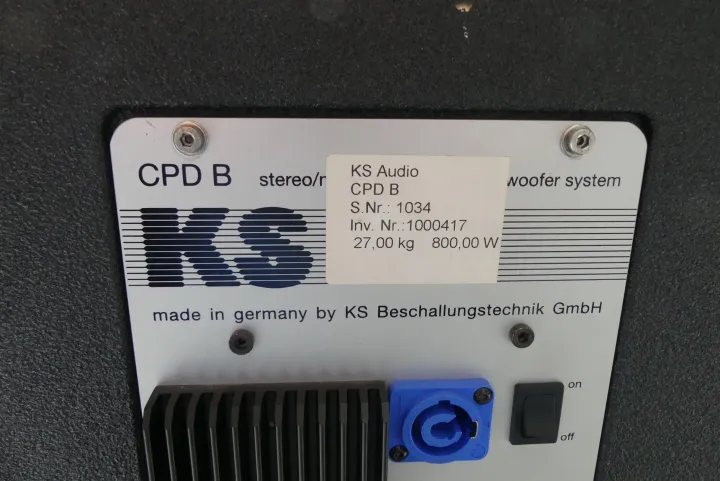 CPD B stereo/ woofer system
KS Audio
CPD B
S.Nr.: 1034
Inv. Nr.:1000417
27,00 kg 800,00 W
KS
made in germany by KS Beschallungstechnik GmbH
on
off